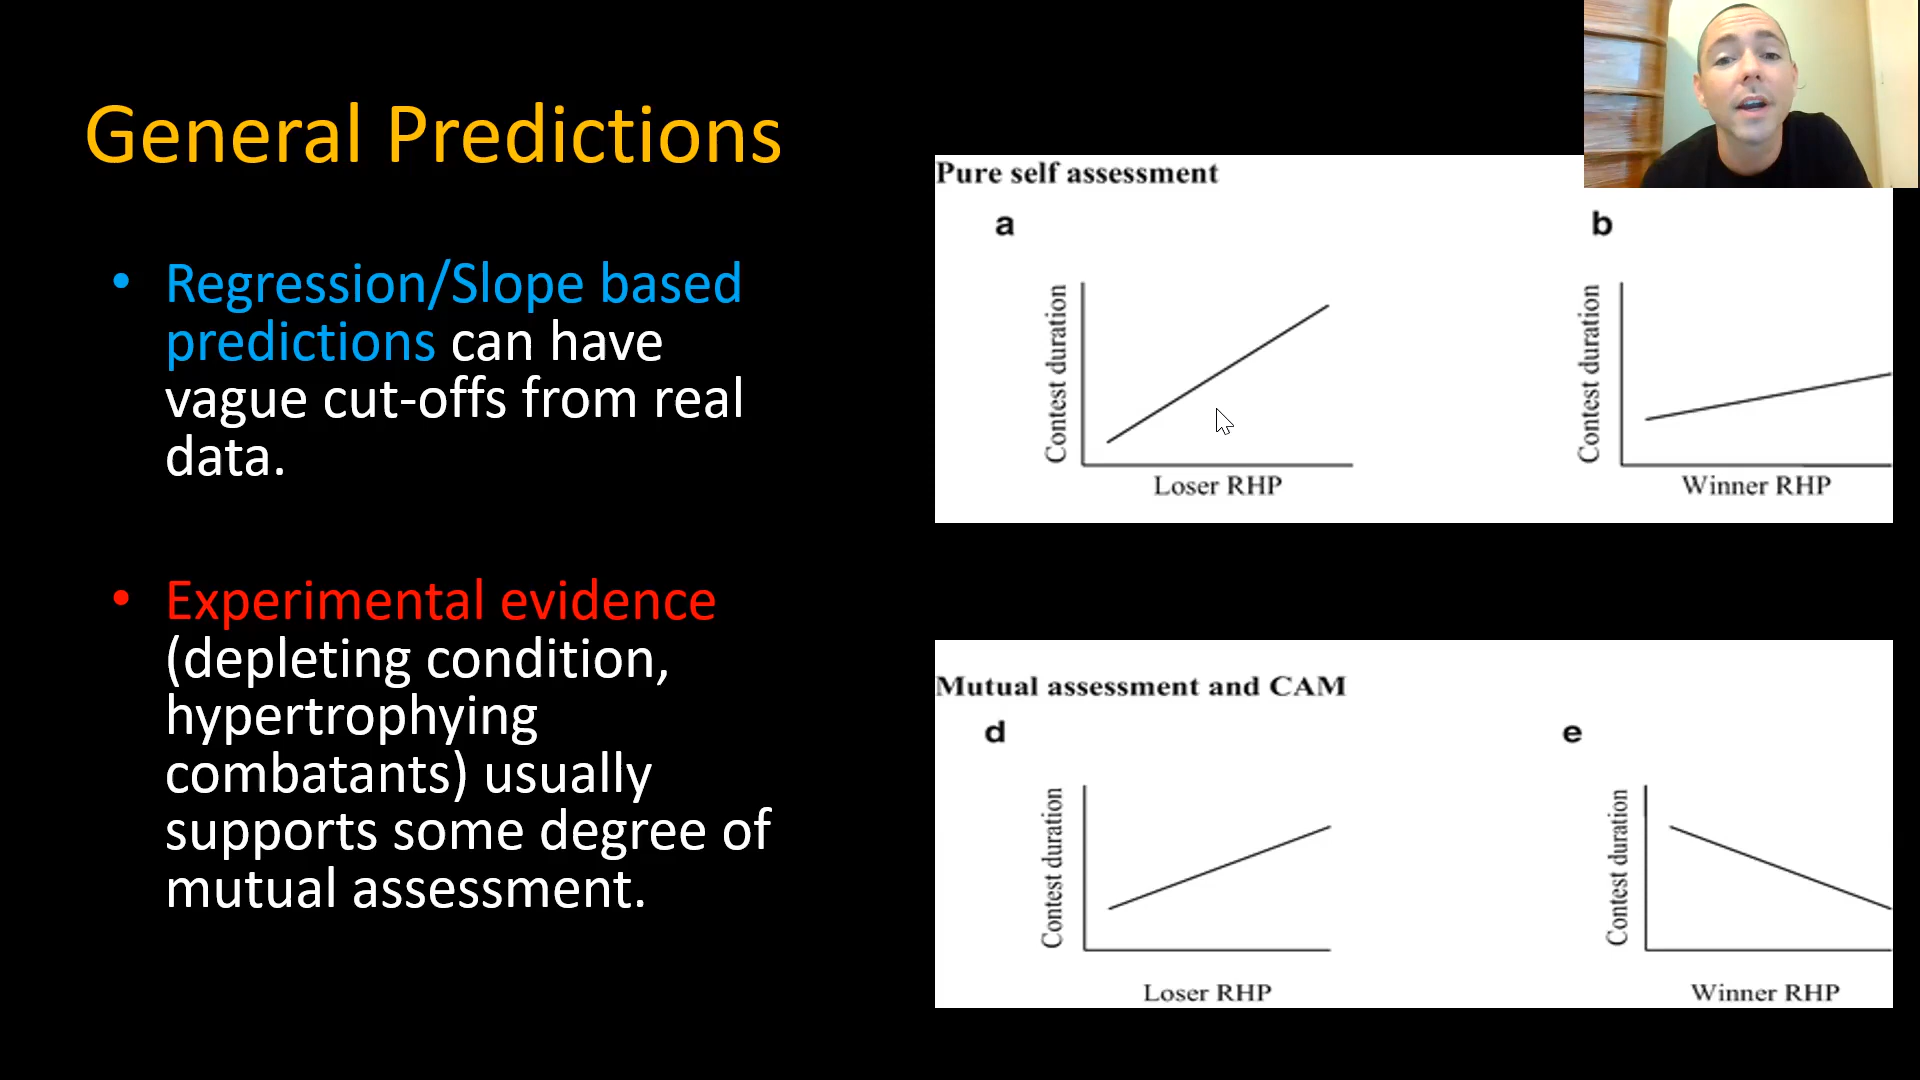 General Predictions
• Regression/Slope based
predictions can have
vague cut-offs from real
data.
• Experimental evidence
(depleting condition,
hypertrophying
combatants) usually
supports some degree of
mutual assessment.
Pure self assessment
a
Contest duration
Loser RHP
b
Contest duration
Winner RHP
Mutual assessment and CAM
d
Contest duration
Loser RHP
e
Contest duration
Winner RHP